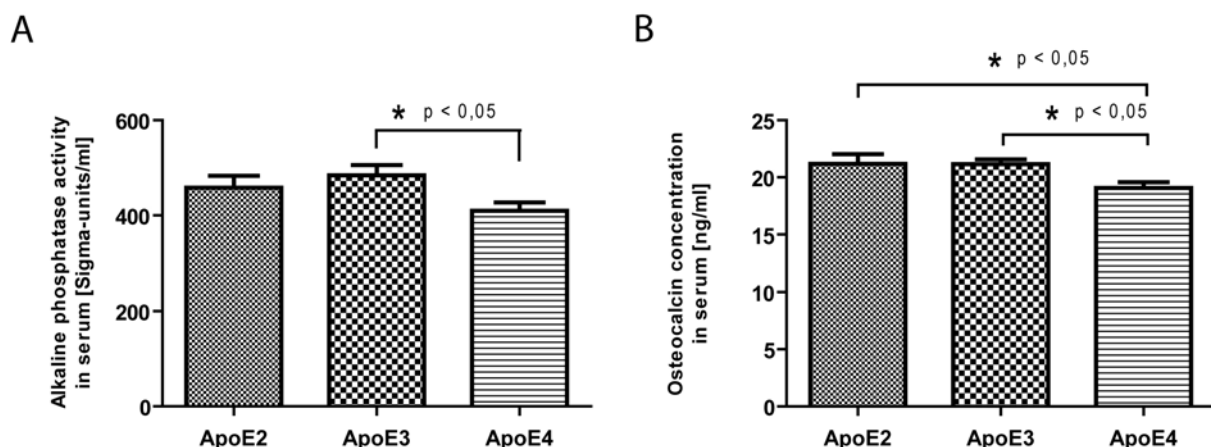 A
Alkaline phosphatase activity
in serum [Sigma-units/ml]
600
400
200
0
* p < 0,05
ApoE2 ApoE3 ApoE4
B
Osteocalcin concentration
in serum [ng/ml]
25
20
15
10
5
0
* p < 0,05
* p < 0,05
ApoE2 ApoE3 ApoE4